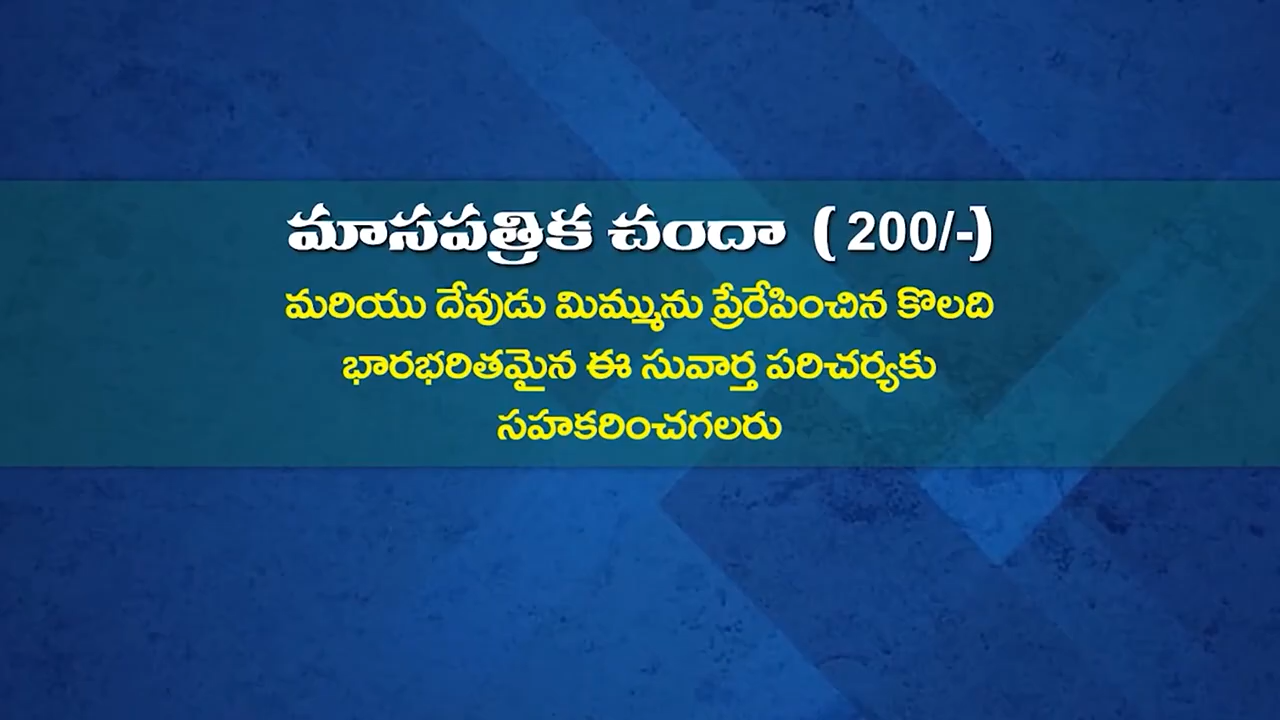 మాసపత్రిక చందా ( 200/-)
మరియు దేవుడు మిమ్మును ప్రేరేపించిన కొలది
భారభరితమైన ఈ సువార్త పరిచర్యకు
సహకరించగలరు